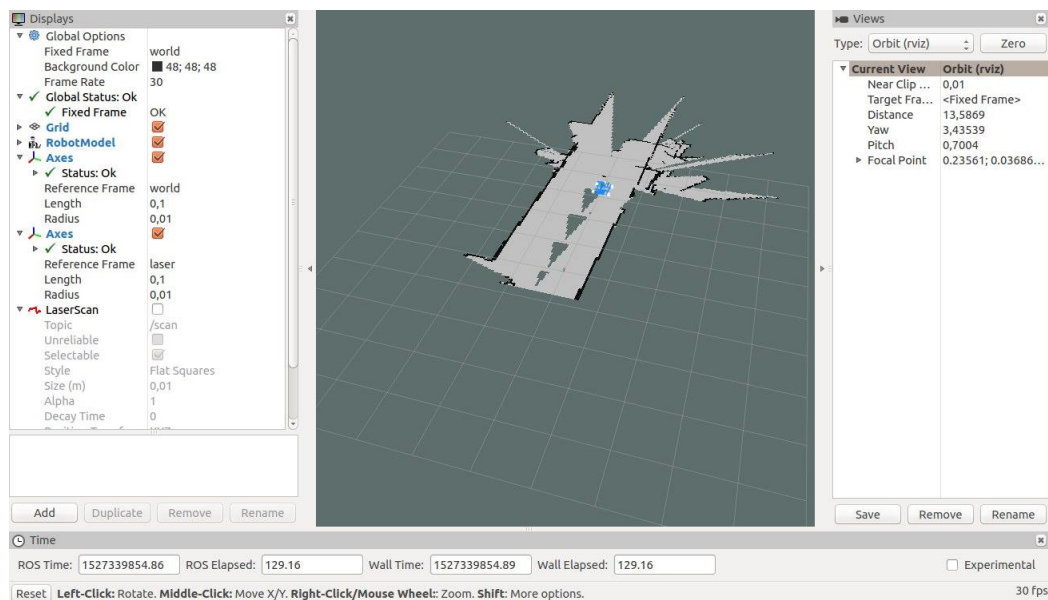 Displays
Global Options
Fixed Frame world
Background Color 48; 48; 48
Frame Rate 30
Global Status: Ok
Fixed Frame OK
Grid
RobotModel
Axes
Status: Ok
Reference Frame world
Length 0,1
Radius 0,01
Axes
Status: Ok
Reference Frame laser
Length 0,1
Radius 0,01
LaserScan
Topic /scan
Unreliable
Selectable
Style Flat Squares
Size (m) 0,01
Alpha 1
Decay Time 0
Add Duplicate Remove Rename
Views
Type: Orbit (rviz) Zero
Current View Orbit (rviz)
Near Clip ... 0,01
Target Fra... <Fixed Frame>
Distance 13,5869
Yaw 3,43539
Pitch 0,7004
Focal Point 0.23561; 0.03686...
Save Remove Rename
Time
ROS Time: 1527339854.86 ROS Elapsed: 129.16 Wall Time: 1527339854.89 Wall Elapsed: 129.16 Experimental
Reset Left-Click: Rotate. Middle-Click: Move X/Y. Right-Click/Mouse Wheel:: Zoom. Shift: More options. 30 fps